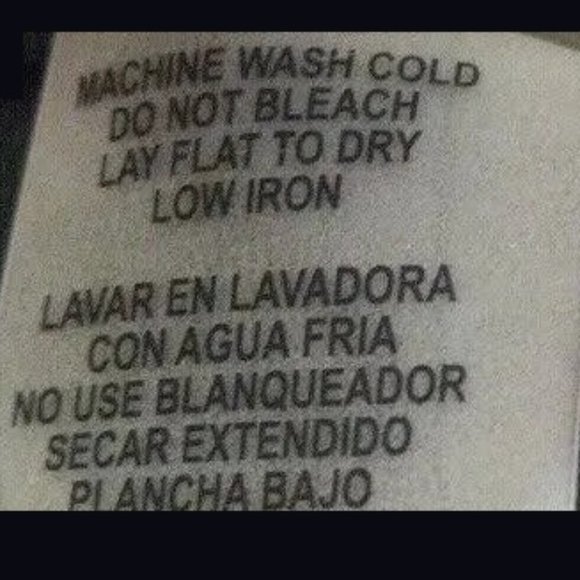 MACHINE WASH COLD
DO NOT BLEACH
LAY FLAT TO DRY
LOW IRON
LAVAR EN LAVADORA
CON AGUA FRIA
NO USE BLANQUEADOR
SECAR EXTENDIDO
PLANCHA BAJO